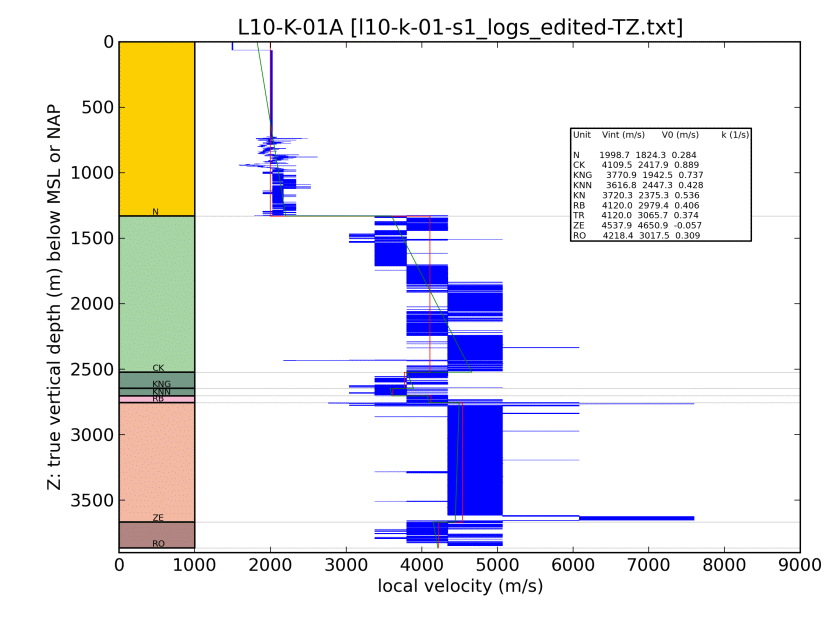 L10-K-01A [l10-k-01-s1_logs_edited-TZ.txt]
0
500
1000
1500
2000
2500
3000
3500
Z: true vertical depth (m) below MSL or NAP
N
CK
KNG
KNN
RB
ZE
RO
Unit Vint (m/s) V0 (m/s) k (1/s)
N 1998.7 1824.3 0.284
CK 4109.5 2417.9 0.889
KNG 3770.9 1942.5 0.737
KNN 3616.8 2447.3 0.428
KN 3720.3 2375.3 0.536
RB 4120.0 2979.4 0.406
TR 4120.0 3065.7 0.374
ZE 4537.9 4650.9 -0.057
RO 4218.4 3017.5 0.309
0 1000 2000 3000 4000 5000 6000 7000 8000 9000
local velocity (m/s)